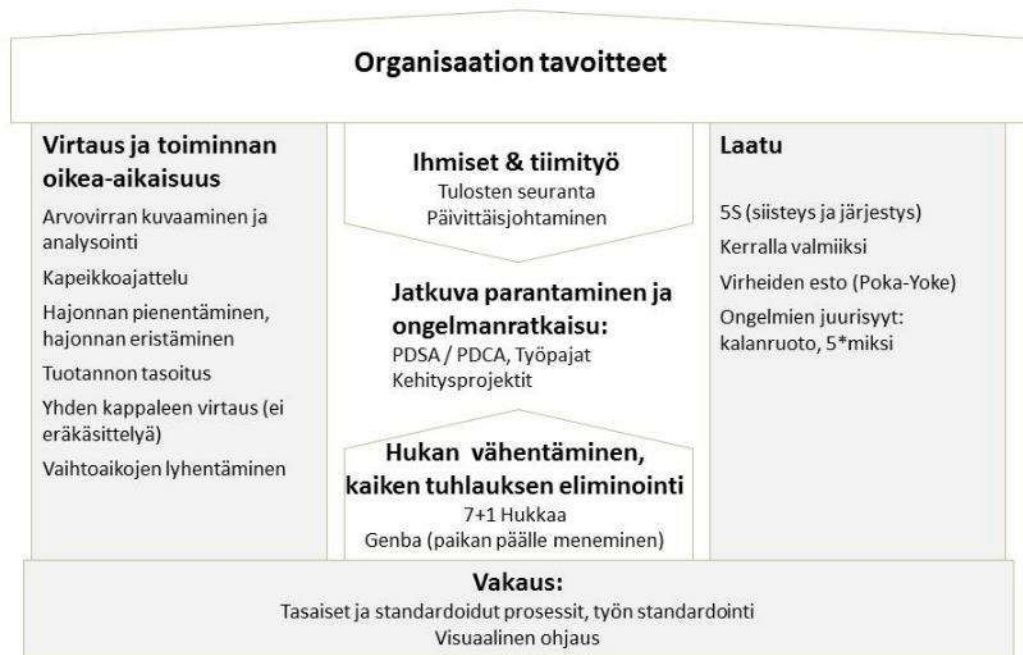 Organisaation tavoitteet
Virtaus ja toiminnan
oikea-aikaisuus
Arvovirran kuvaaminen ja
analysointi
Kapeikkoajattelu
Hajonnan pienentäminen,
hajonnan eristäminen
Tuotannon tasoitus
Yhden kappaleen virtaus (ei
eräkäsittelyä)
Vaihtoaikojen lyhentäminen
Ihmiset & tiimityö
Tulosten seuranta
Päivittäisjohtaminen
Jatkuva parantaminen ja
ongelmanratkaisu:
PDSA / PDCA, Työpajat
Kehitysprojektit
Hukan vähentäminen,
kaiken tuhlauksen eliminointi
7+1 Hukkaa
Genba (paikan päälle meneminen)
Laatu
5S (siisteys ja järjestys)
Kerralla valmiiksi
Virheiden esto (Poka-Yoke)
Ongelmien juurisyyt:
kalanruoto, 5*miksi
Vakaus:
Tasaiset ja standardoidut prosessit, työn standardointi
Visuaalinen ohjaus